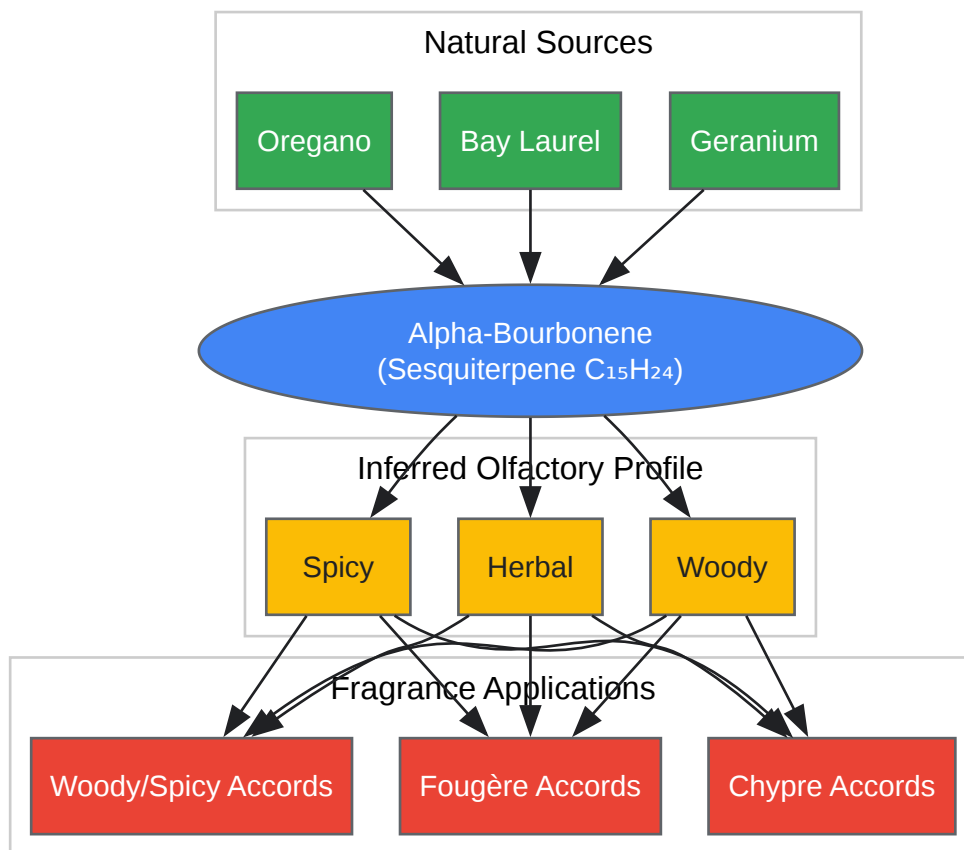 Natural Sources
Oregano
Bay Laurel
Geranium
Alpha-Bourbonene
(Sesquiterpene C₁₅H₂₄)
Inferred Olfactory Profile
Spicy
Herbal
Woody
Fragrance Applications
Woody/Spicy Accords
Fougère Accords
Chypre Accords